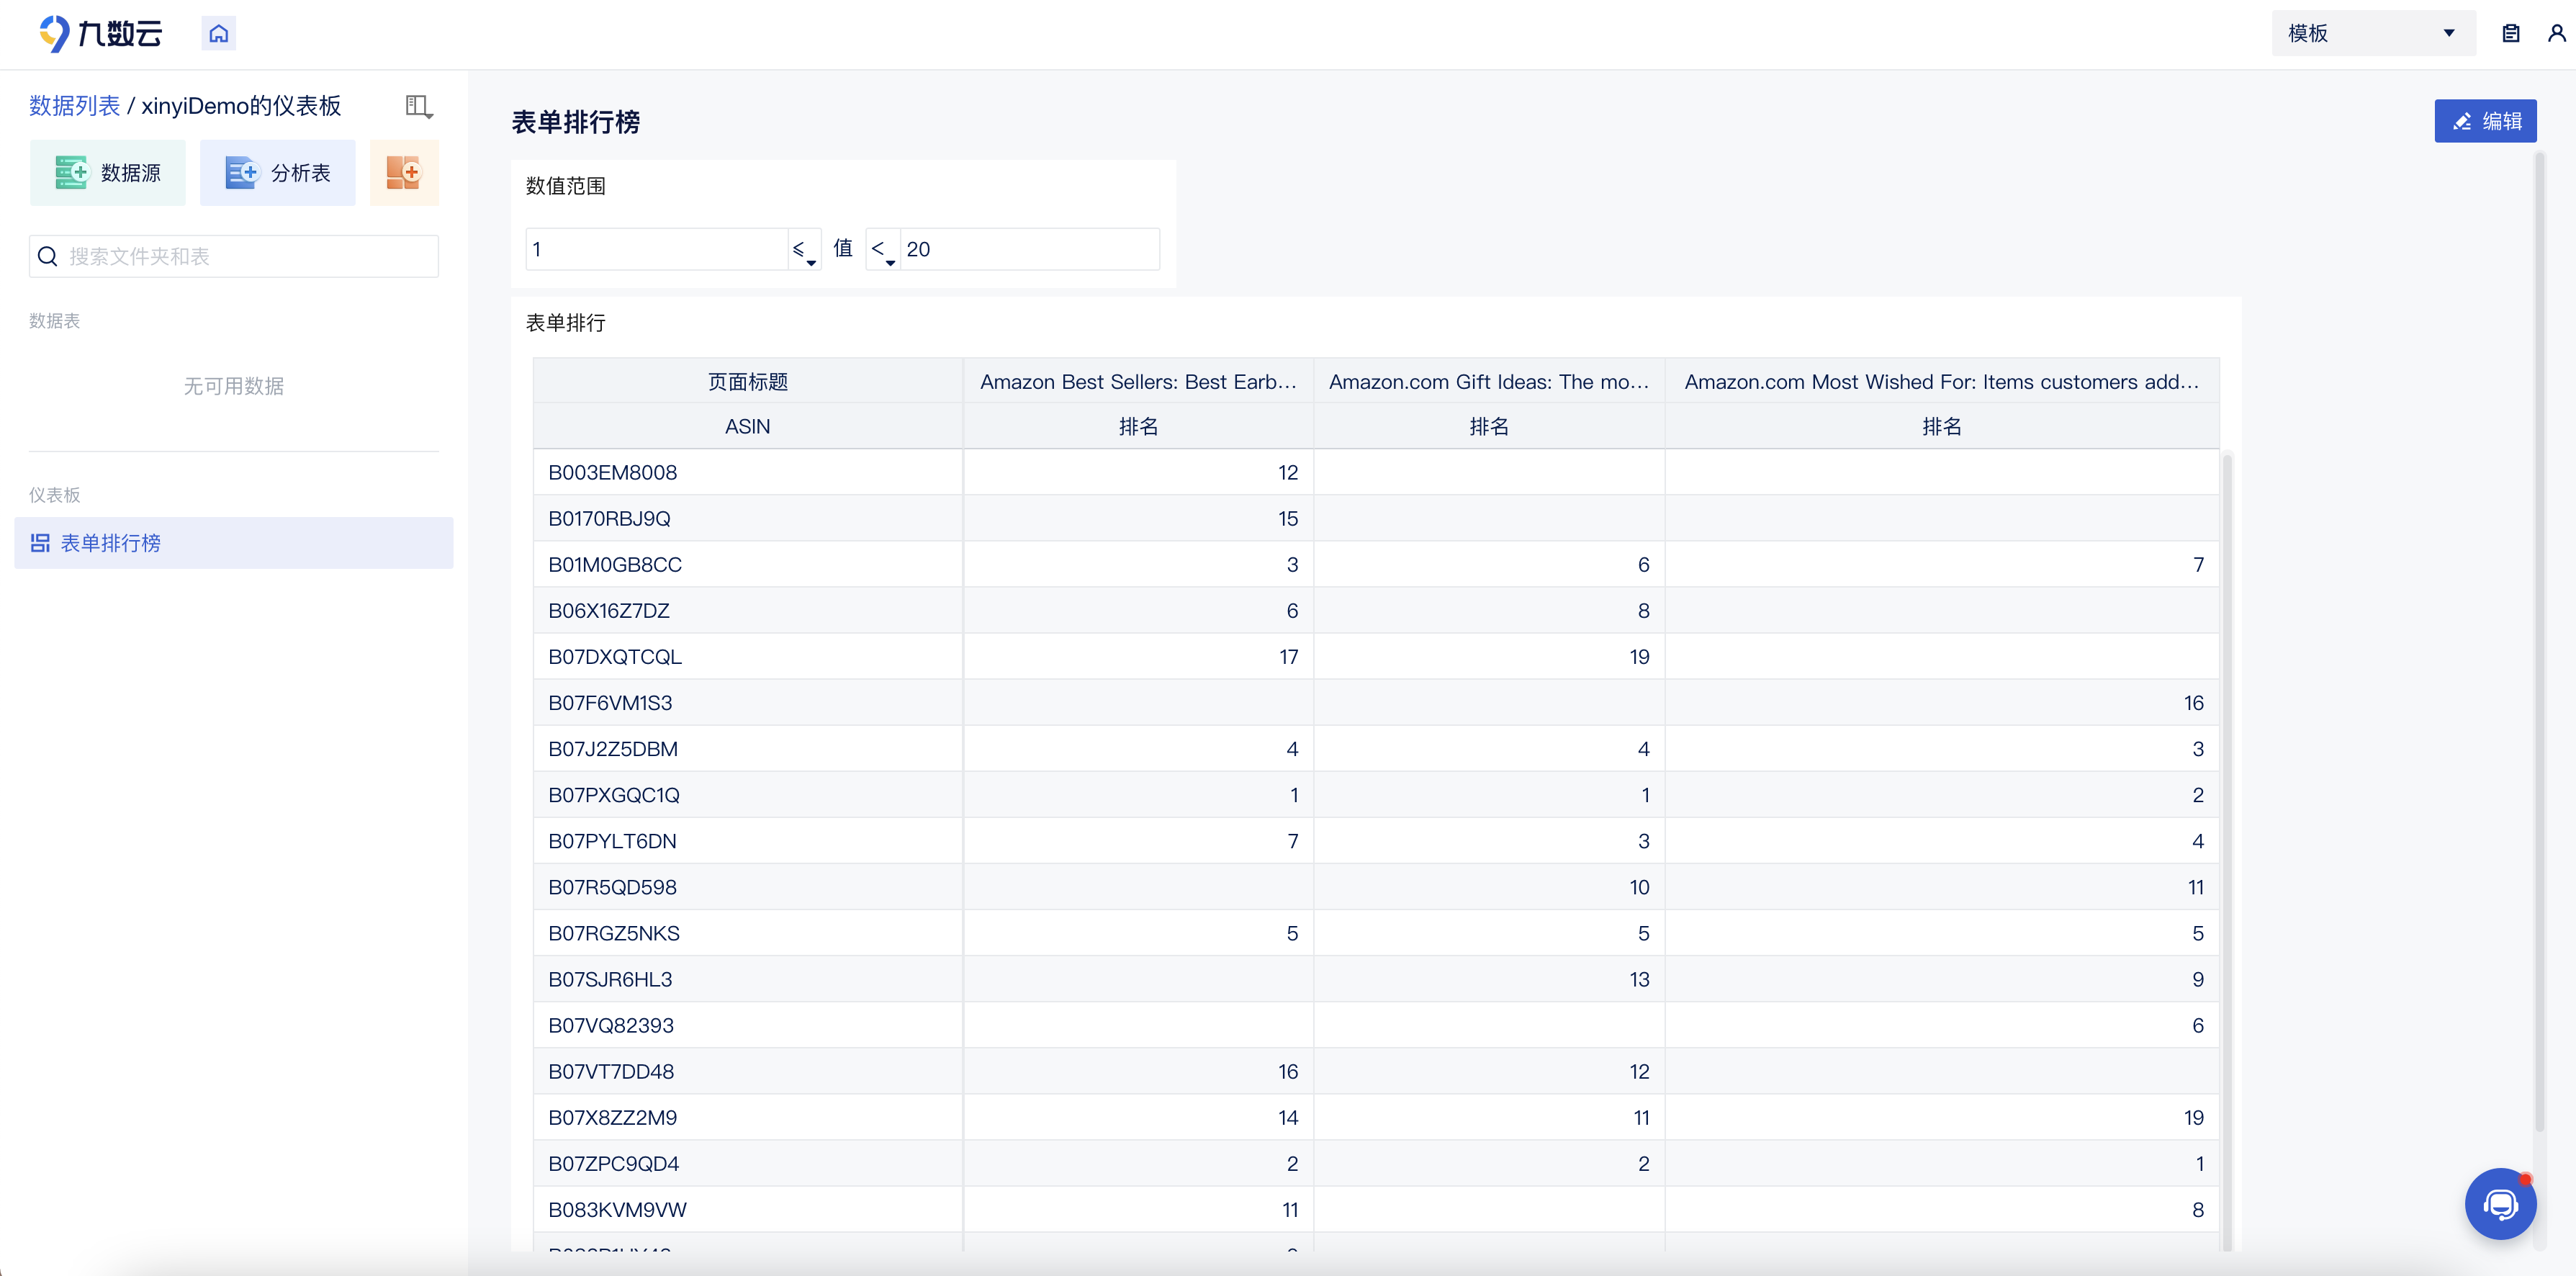 九数云
模板
数据列表 / xinyiDemo的仪表板
数据源
分析表
搜索文件夹和表
数据表
无可用数据
仪表板
表单排行榜
表单排行榜
编辑
数值范围
1 ≤ 值 < 20
表单排行
页面标题 Amazon Best Sellers: Best Earb... Amazon.com Gift Ideas: The mo... Amazon.com Most Wished For: Items customers add...
ASIN 排名 排名 排名
B003EM8008 12
B0170RBJ9Q 15
B01M0GB8CC 3 6 7
B06X16Z7DZ 6 8
B07DXQTCQL 17 19
B07F6VM1S3 16
B07J2Z5DBM 4 4 3
B07PXGQC1Q 1 1 2
B07PYLT6DN 7 3 4
B07R5QD598 10 11
B07RGZ5NKS 5 5 5
B07SJR6HL3 13 9
B07VQ82393 6
B07VT7DD48 16 12
B07X8ZZ2M9 14 11 19
B07ZPC9QD4 2 2 1
B083KVM9VW 11 8